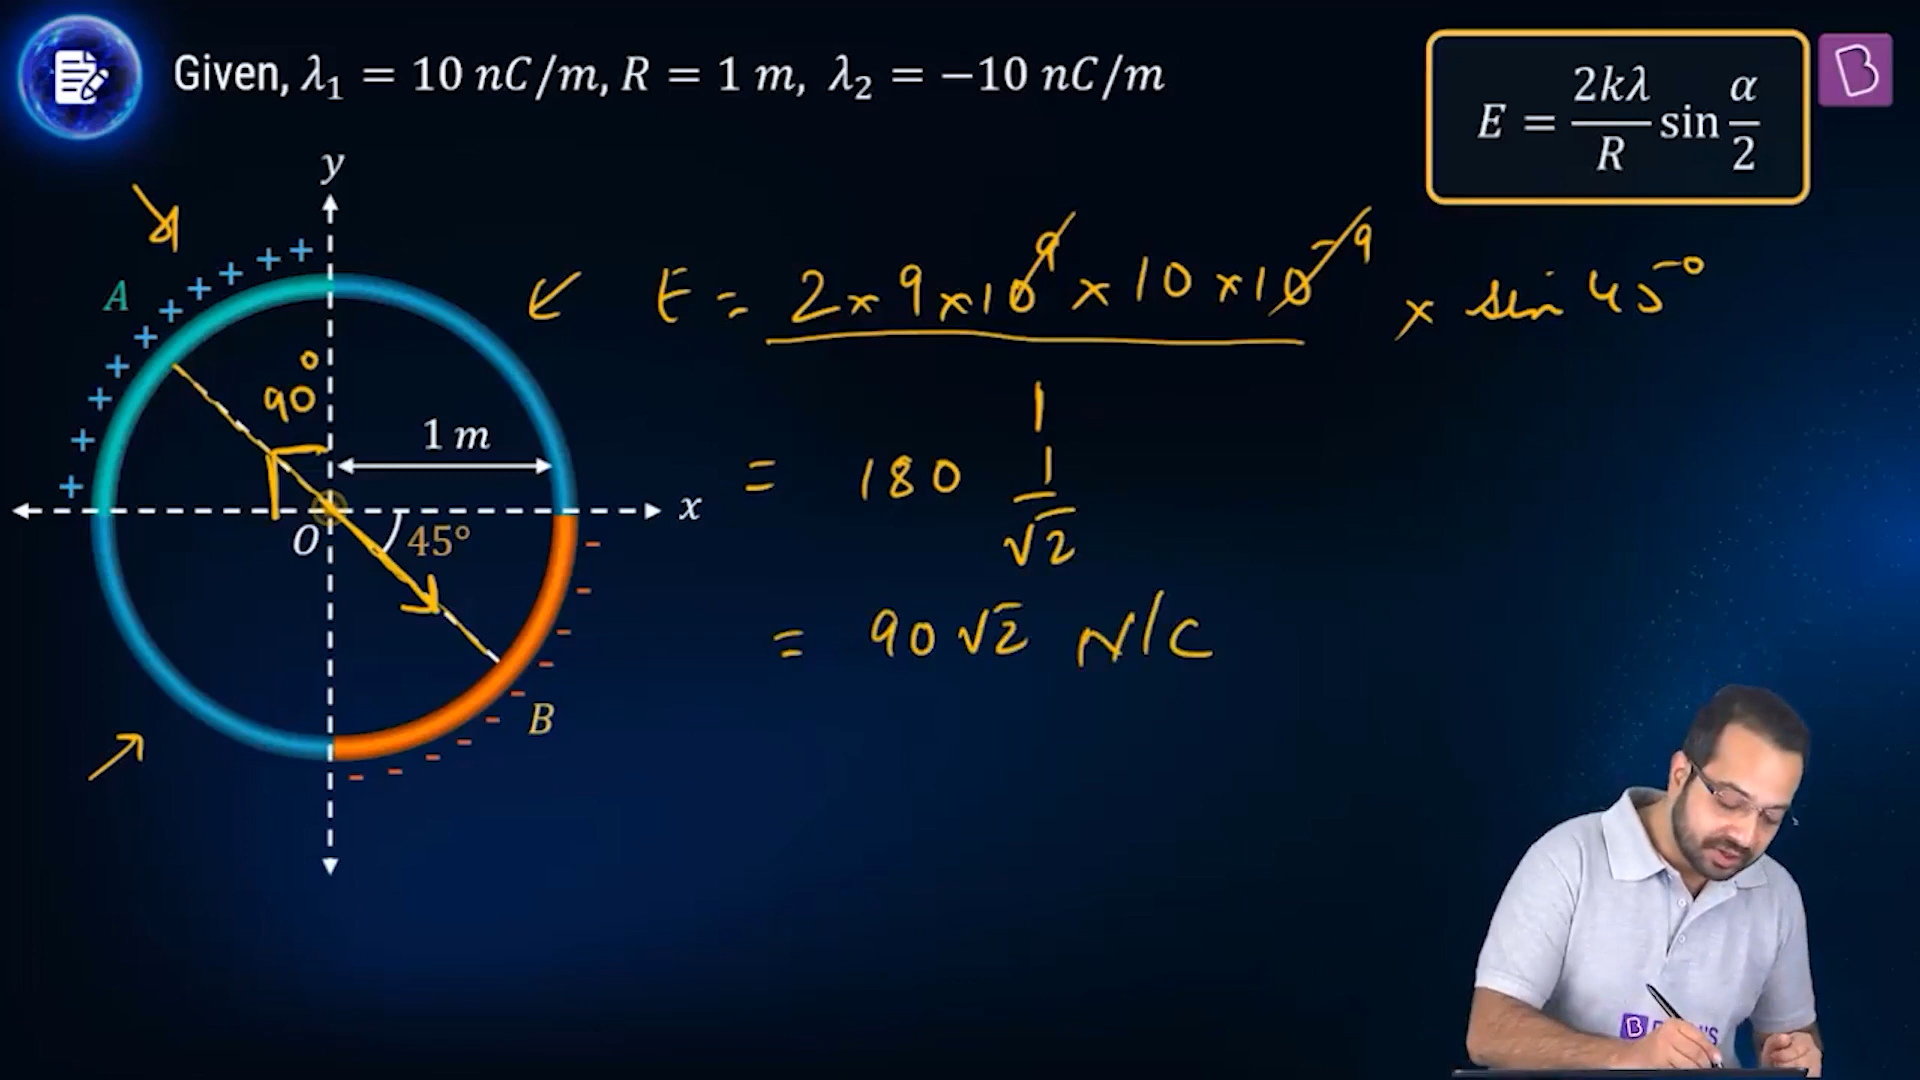 Given, λ₁ = 10 nC/m, R = 1 m, λ₂ = −10 nC/m
E = 2kλ/R sin α/2
y
A
+ + + + + + + + + + + +
E = 2 × 9 × 10⁹ × 10 × 10⁻⁹ / 1 × sin 45°
90°
1 m
= 180 1/√2
x
O
45°
- - - - - - - - - - -
= 90√2 N/C
B